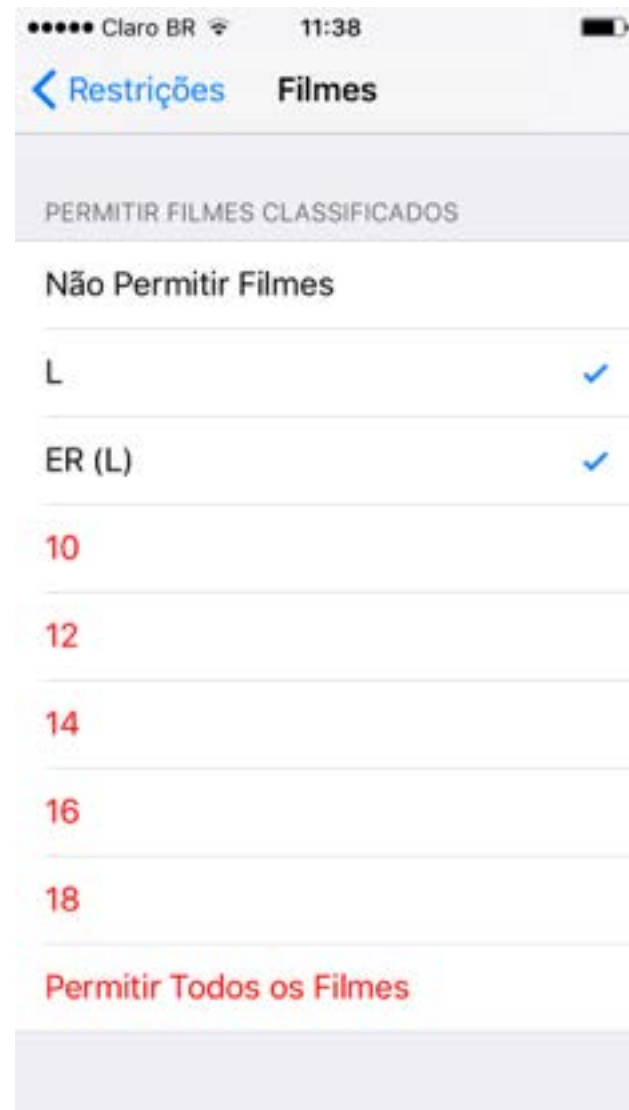 Claro BR 11:38
Restrições Filmes
PERMITIR FILMES CLASSIFICADOS
Não Permitir Filmes
L
ER (L)
10
12
14
16
18
Permitir Todos os Filmes